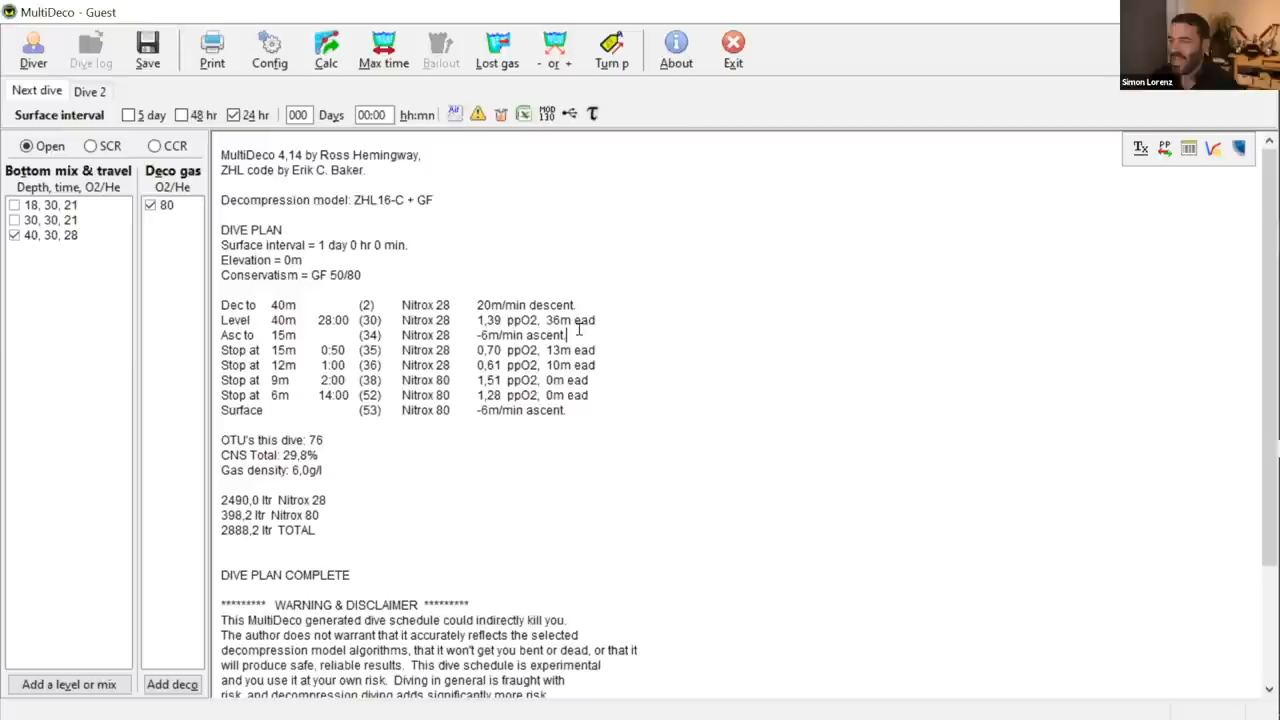 MultiDeco - Guest
Diver Dive log Save Print Config Calc Max time Bailout Lost gas - or + Turn p About Exit
Simon Lorenz
Next dive Dive 2
Surface interval 5 day 48 hr 24 hr 000 Days 00:00 hh:mn Air MOD 130 τ
Open SCR CCR
Bottom mix & travel Deco gas
Depth, time, O2/He O2/He
18, 30, 21 80
30, 30, 21
40, 30, 28
Tx PP
MultiDeco 4,14 by Ross Hemingway,
ZHL code by Erik C. Baker.
Decompression model: ZHL16-C + GF
DIVE PLAN
Surface interval = 1 day 0 hr 0 min.
Elevation = 0m
Conservatism = GF 50/80
Dec to 40m (2) Nitrox 28 20m/min descent.
Level 40m 28:00 (30) Nitrox 28 1,39 ppO2, 36m ead
Asc to 15m (34) Nitrox 28 -6m/min ascent.
Stop at 15m 0:50 (35) Nitrox 28 0,70 ppO2, 13m ead
Stop at 12m 1:00 (36) Nitrox 28 0,61 ppO2, 10m ead
Stop at 9m 2:00 (38) Nitrox 80 1,51 ppO2, 0m ead
Stop at 6m 14:00 (52) Nitrox 80 1,28 ppO2, 0m ead
Surface (53) Nitrox 80 -6m/min ascent.
OTU's this dive: 76
CNS Total: 29,8%
Gas density: 6,0g/l
2490,0 ltr Nitrox 28
398,2 ltr Nitrox 80
2888,2 ltr TOTAL
DIVE PLAN COMPLETE
********* WARNING & DISCLAIMER *********
This MultiDeco generated dive schedule could indirectly kill you.
The author does not warrant that it accurately reflects the selected
decompression model algorithms, that it won't get you bent or dead, or that it
will produce safe, reliable results. This dive schedule is experimental
and you use it at your own risk. Diving in general is fraught with
risk, and decompression diving adds significantly more risk.
Add a level or mix Add deco